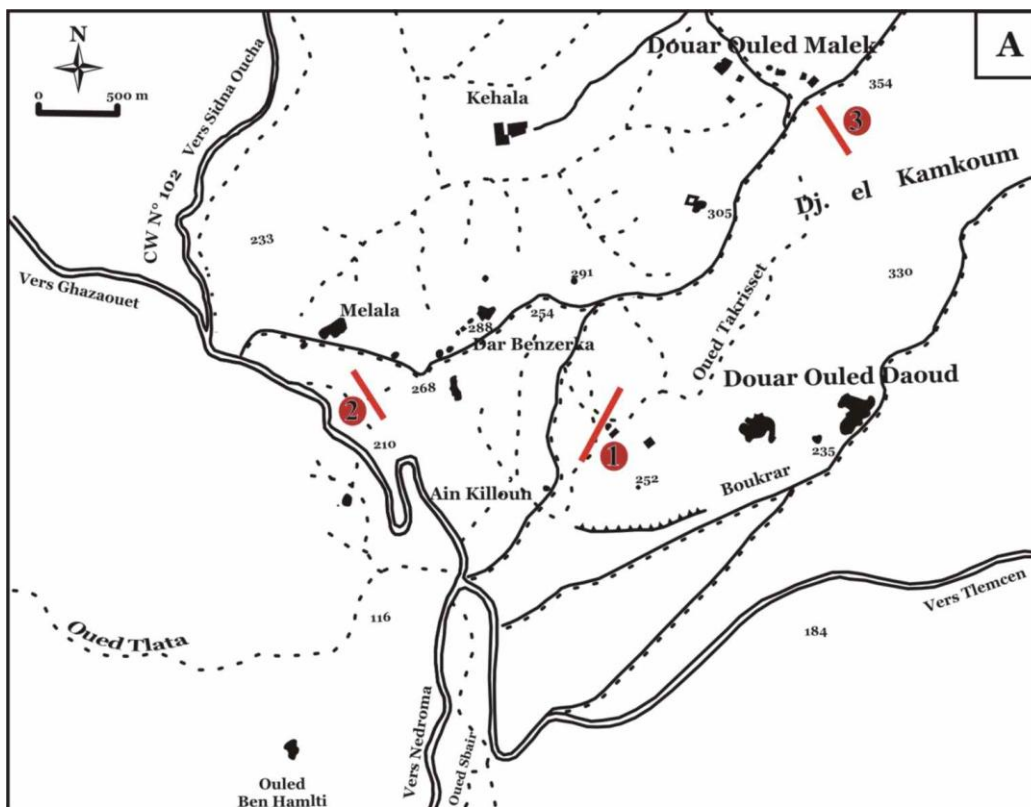 A
N
0 500 m
Vers Sidna Oucha
CW N° 102
Vers Ghazaouet
Douar Ouled Malek
354
Kehala
3
Dj. el Kamkoum
305
233
291
330
Melala
288
254
Dar Benzerka
Oued Takrisset
268
Douar Ouled Daoud
2
210
1
235
252
Boukrar
Ain Killoun
116
Oued Tlata
184
Vers Tlemcen
Vers Nedroma
Oued Sbair
Ouled
Ben Hamlti